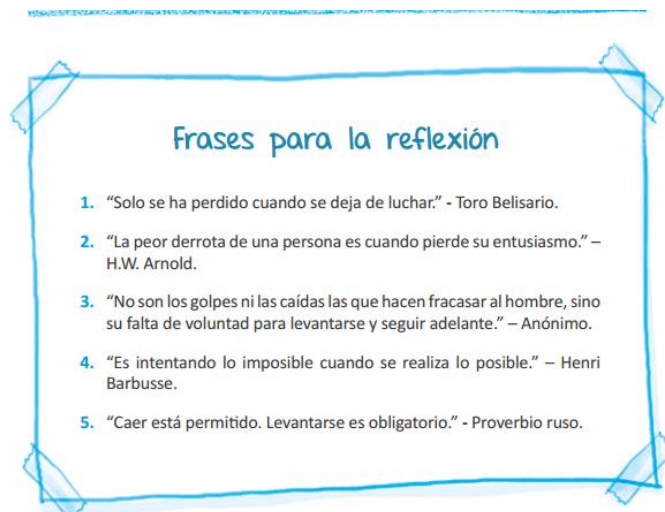 Frases para la reflexión
1. “Solo se ha perdido cuando se deja de luchar.” - Toro Belisario.
2. “La peor derrota de una persona es cuando pierde su entusiasmo.” –
H.W. Arnold.
3. “No son los golpes ni las caídas las que hacen fracasar al hombre, sino
su falta de voluntad para levantarse y seguir adelante.” – Anónimo.
4. “Es intentando lo imposible cuando se realiza lo posible.” – Henri
Barbusse.
5. “Caer está permitido. Levantarse es obligatorio.” - Proverbio ruso.